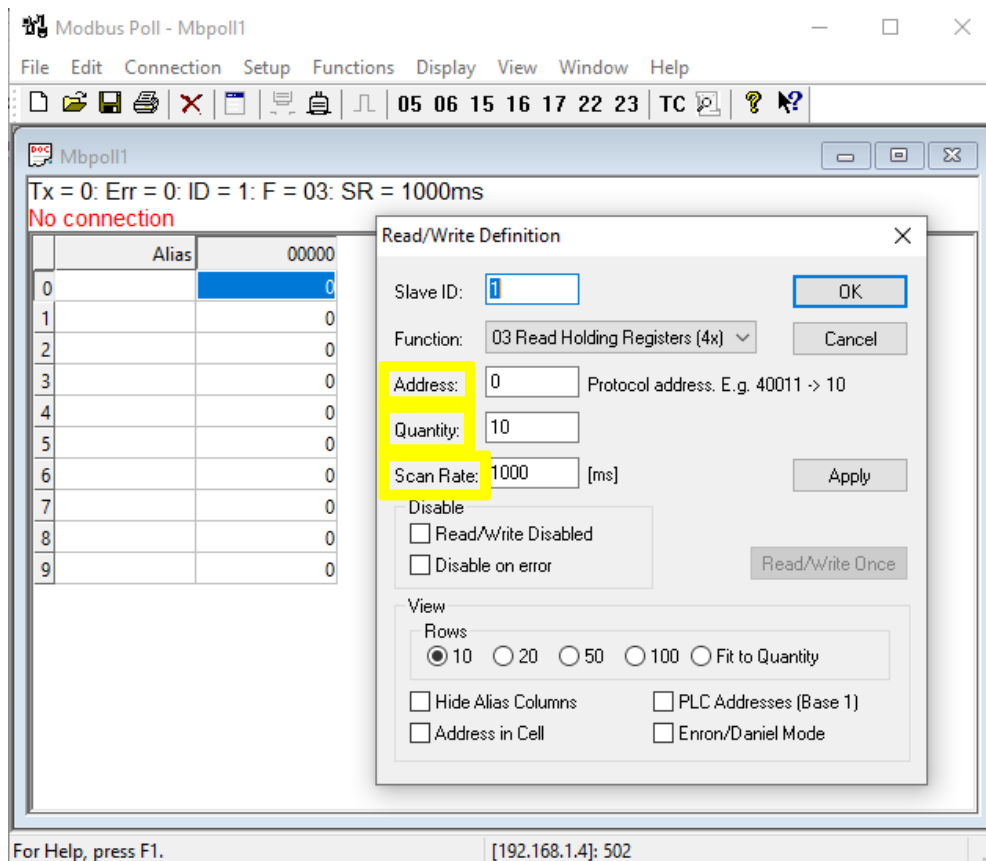 Modbus Poll - Mbpoll1
File Edit Connection Setup Functions Display View Window Help
05 06 15 16 17 22 23 TC
Mbpoll1
Tx = 0: Err = 0: ID = 1: F = 03: SR = 1000ms
No connection
Alias 00000
0 0
1 0
2 0
3 0
4 0
5 0
6 0
7 0
8 0
9 0
Read/Write Definition
Slave ID: 1 OK
Function: 03 Read Holding Registers (4x) Cancel
Address: 0 Protocol address. E.g. 40011 -> 10
Quantity: 10
Scan Rate: 1000 [ms] Apply
Disable
Read/Write Disabled
Disable on error
Read/Write Once
View
Rows
10 20 50 100 Fit to Quantity
Hide Alias Columns PLC Addresses (Base 1)
Address in Cell Enron/Daniel Mode
For Help, press F1. [192.168.1.4]: 502